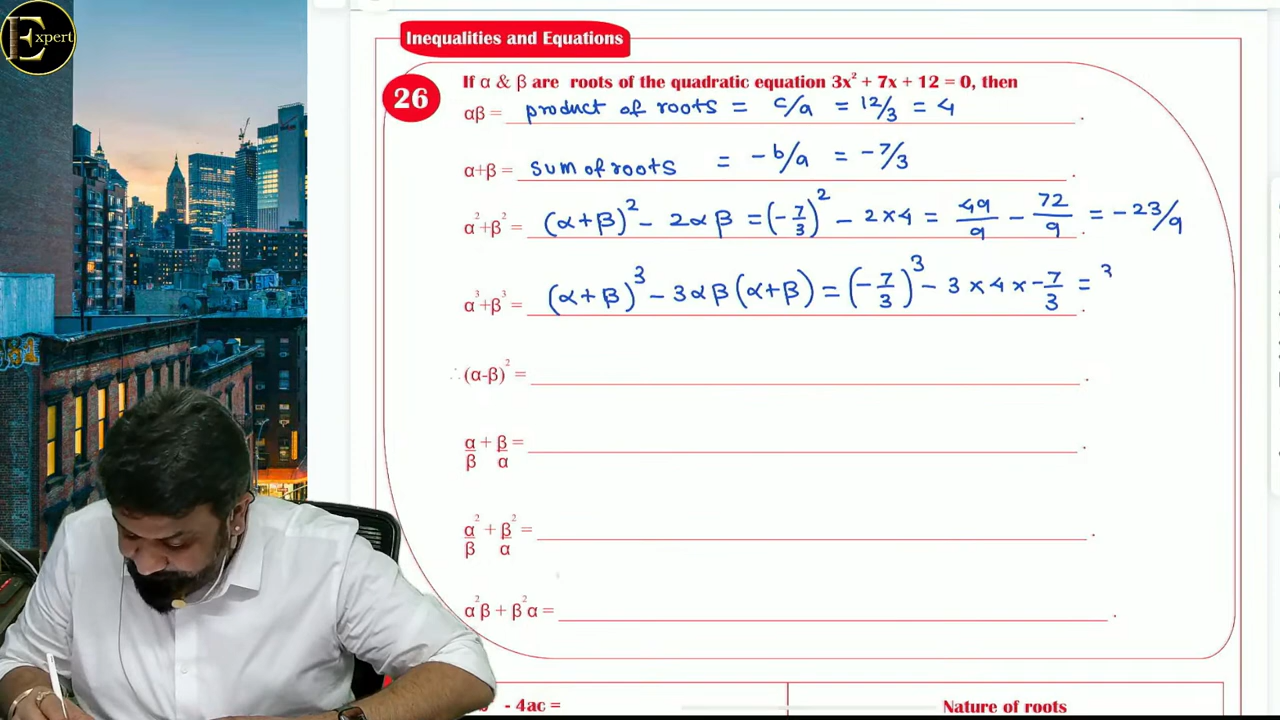 Expert
Inequalities and Equations
26
If α & β are roots of the quadratic equation 3x² + 7x + 12 = 0, then
αβ = product of roots = c/a = 12/3 = 4 .
α+β = sum of roots = -b/a = -7/3 .
α²+β² = (α+β)² - 2αβ = (-7/3)² - 2×4 = 49/9 - 72/9 = -23/9 .
α³+β³ = (α+β)³ - 3αβ(α+β) = (-7/3)³ - 3×4×-7/3 = 3 .
∴(α-β)² = .
α/β + β/α = .
α²/β + β²/α = .
α²β + β²α = .
- 4ac =
Nature of roots